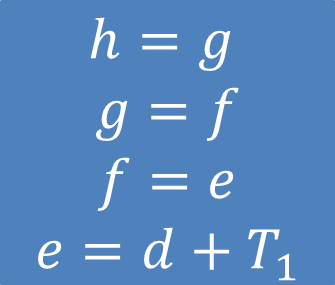 h = g
g = f
f = e
e = d + T₁